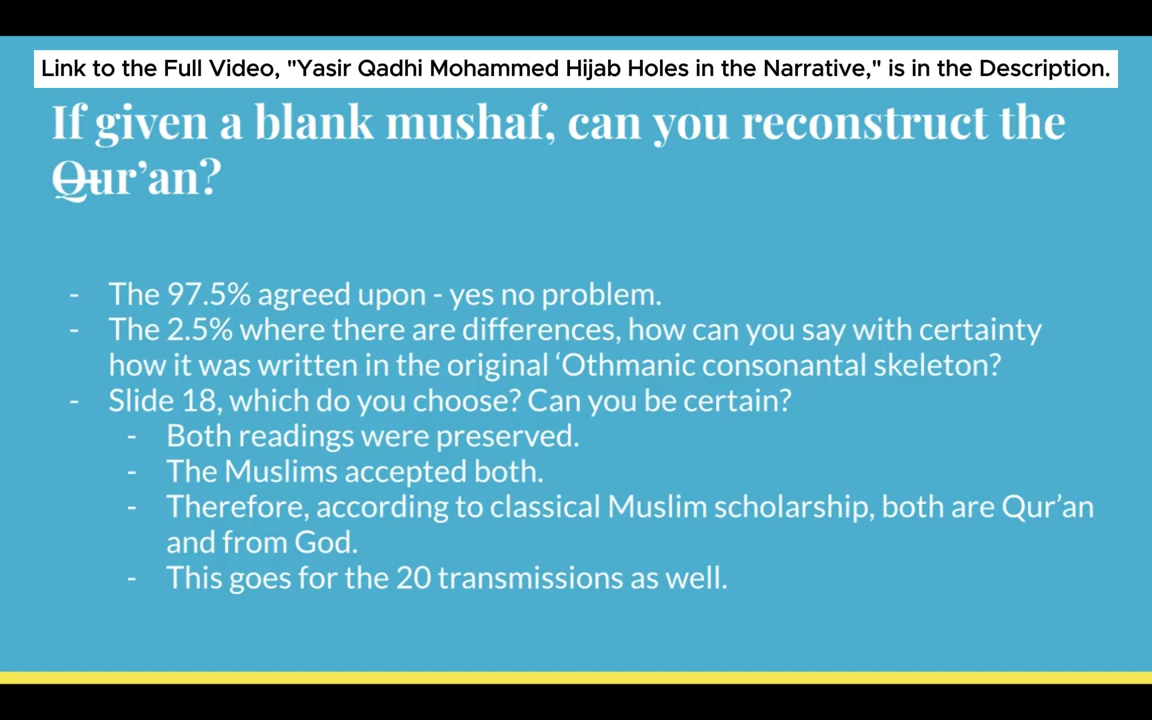 Link to the Full Video, "Yasir Qadhi Mohammed Hijab Holes in the Narrative," is in the Description.
If given a blank mushaf, can you reconstruct the
Qur’an?
- The 97.5% agreed upon - yes no problem.
- The 2.5% where there are differences, how can you say with certainty
how it was written in the original ‘Othmanic consonantal skeleton?
- Slide 18, which do you choose? Can you be certain?
- Both readings were preserved.
- The Muslims accepted both.
- Therefore, according to classical Muslim scholarship, both are Qur’an
and from God.
- This goes for the 20 transmissions as well.